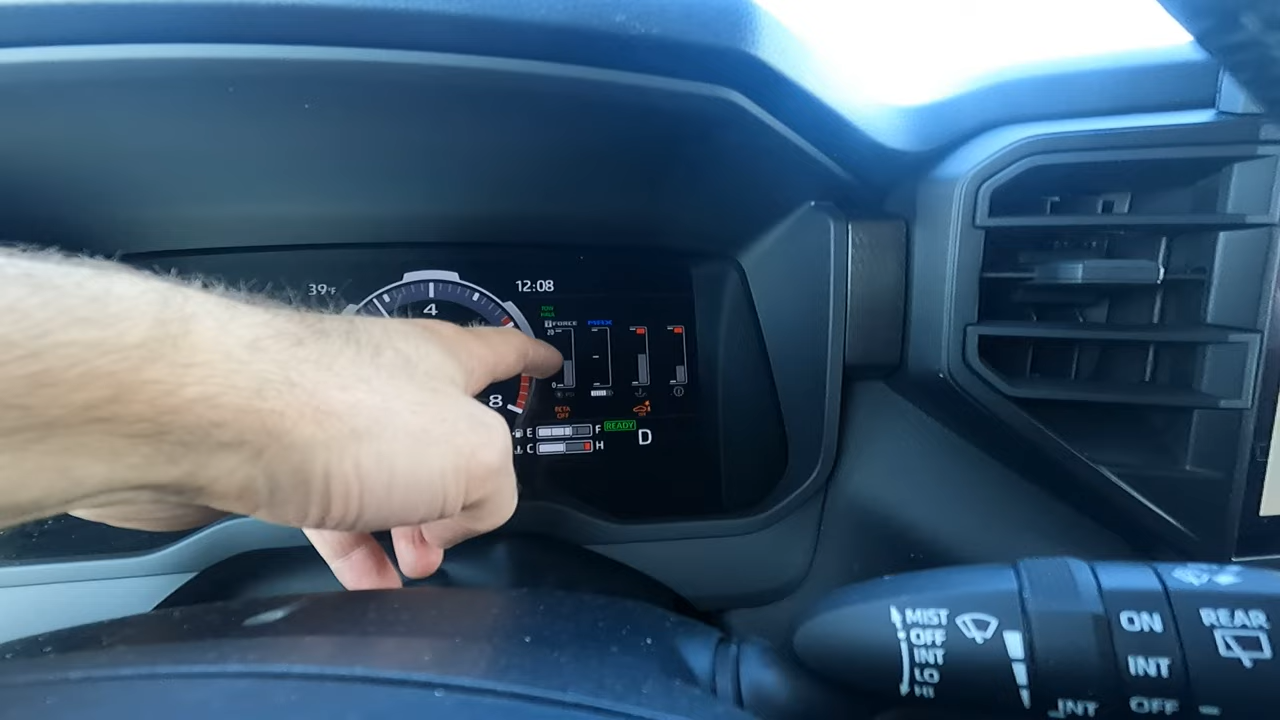 39°F
12:08
4
8
FORCE
20
0
E F
READY
C H
D
MIST
OFF
INT
LO
HI
INT
ON
INT
OFF
REAR